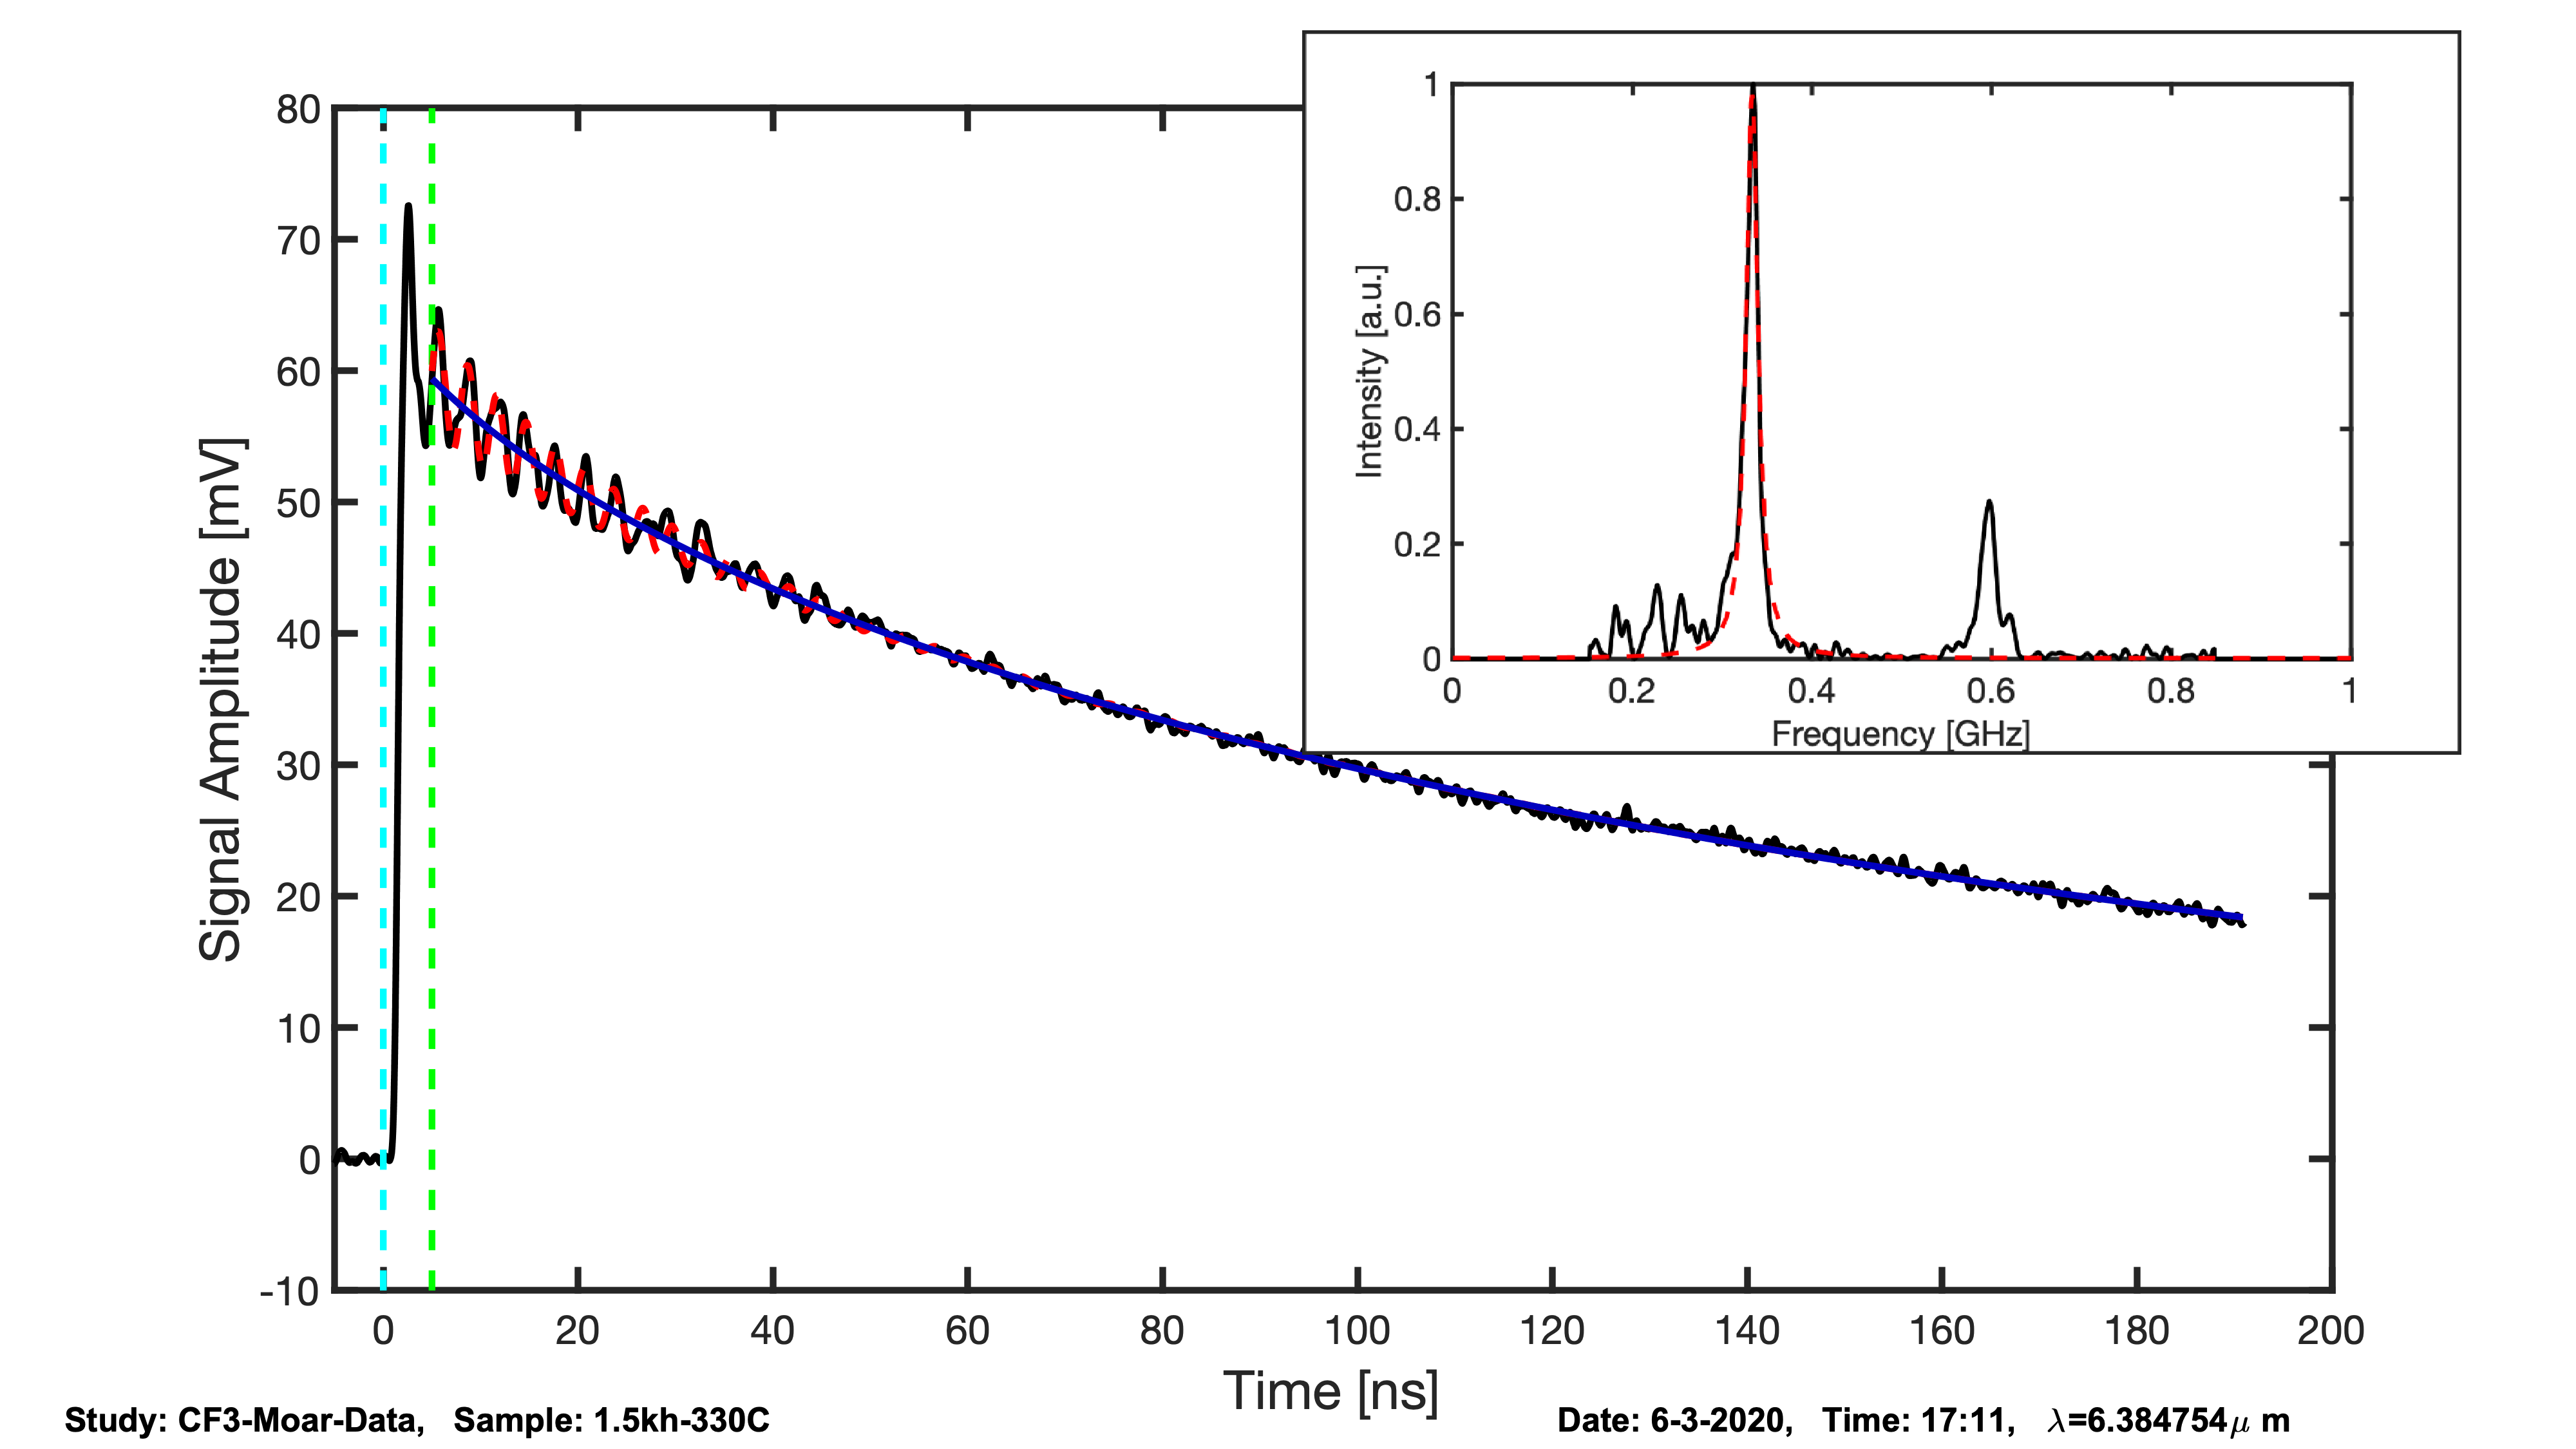 80
70
60
50
40
30
20
10
0
-10
Signal Amplitude [mV]
0 20 40 60 80 100 120 140 160 180 200
Time [ns]
1
0.8
0.6
0.4
0.2
0
Intensity [a.u.]
0 0.2 0.4 0.6 0.8 1
Frequency [GHz]
Study: CF3-Moar-Data, Sample: 1.5kh-330C
Date: 6-3-2020, Time: 17:11, λ=6.384754μ m